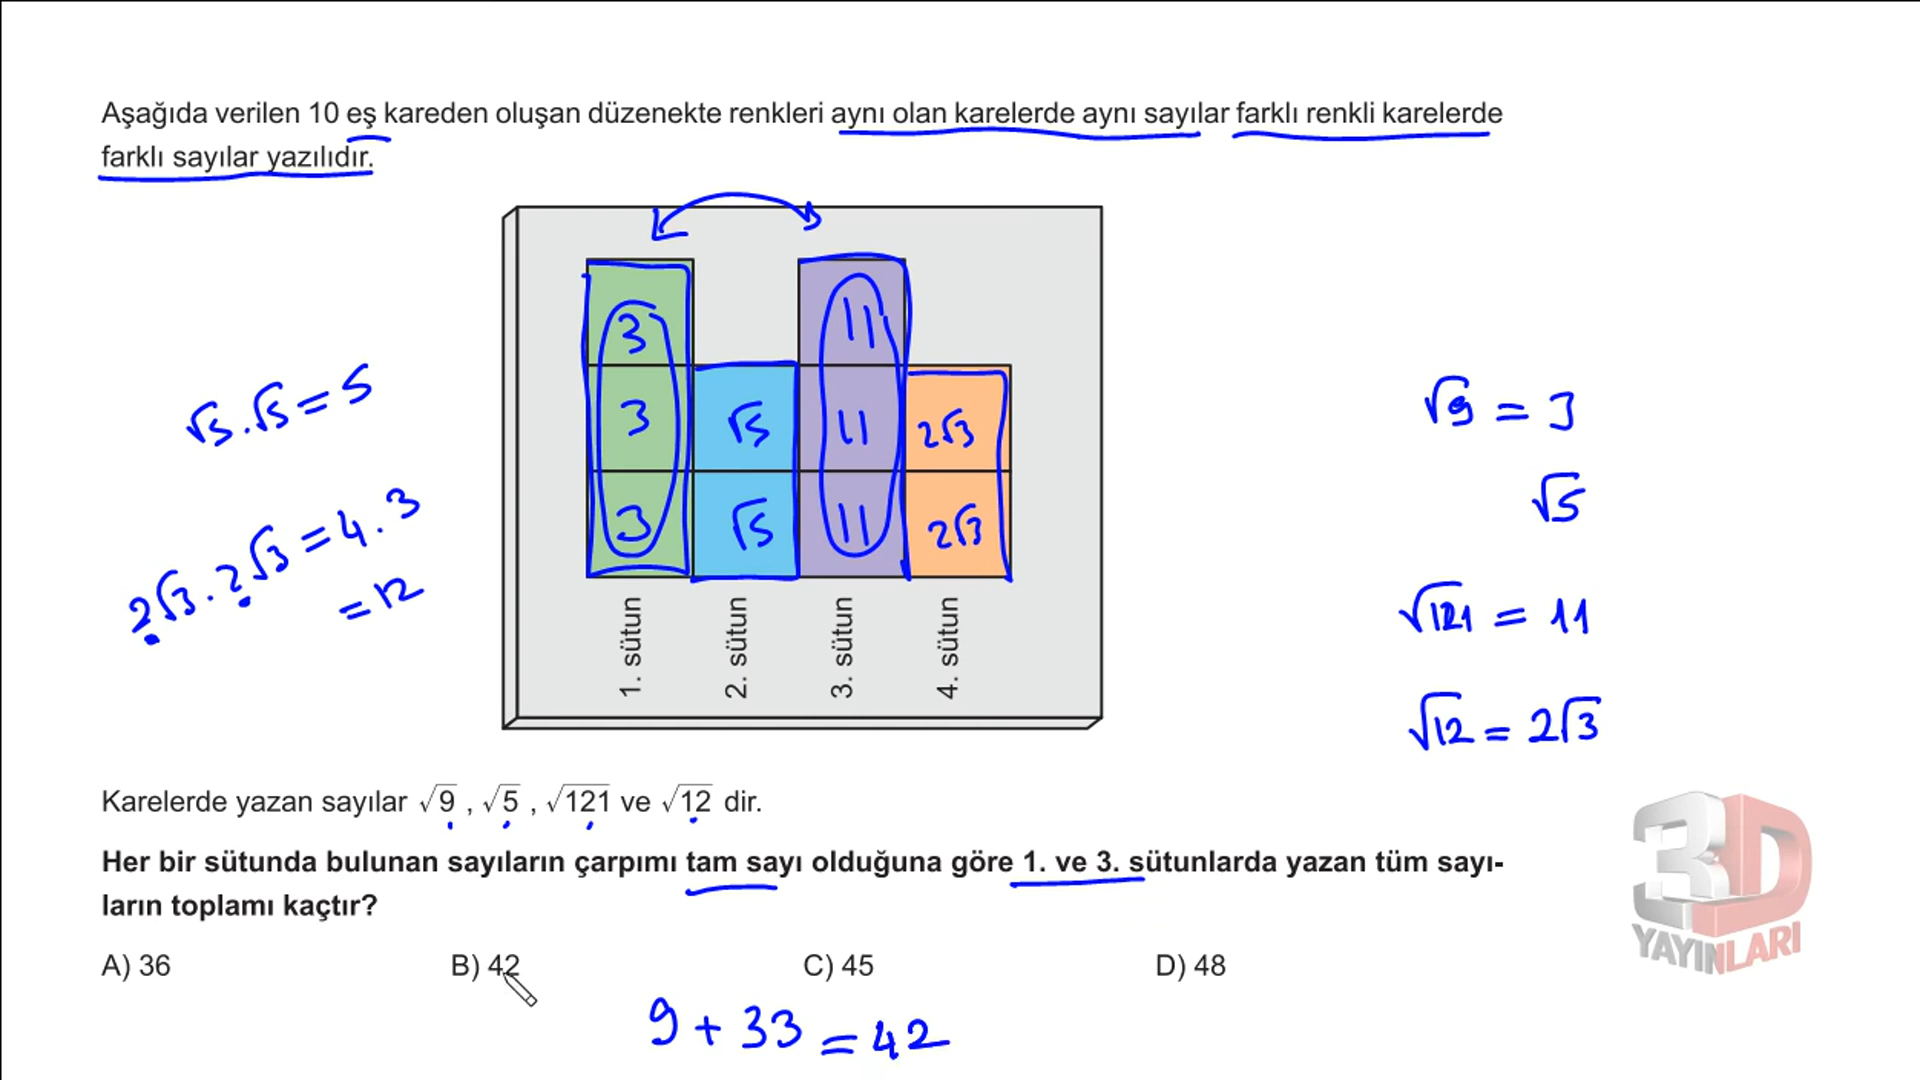 Aşağıda verilen 10 eş kareden oluşan düzenekte renkleri aynı olan karelerde aynı sayılar farklı renkli karelerde
farklı sayılar yazılıdır.
3
11
3
√5
11
2√3
3
√5
11
2√3
1. sütun
2. sütun
3. sütun
4. sütun
√5.√5=5
2√3.2√3=4.3
=12
√9 = 3
√5
√121 = 11
√12 = 2√3
Karelerde yazan sayılar √9 , √5 , √121 ve √12 dir.
Her bir sütunda bulunan sayıların çarpımı tam sayı olduğuna göre 1. ve 3. sütunlarda yazan tüm sayı-
ların toplamı kaçtır?
A) 36
B) 42
C) 45
D) 48
9 + 33 = 42
3D
YAYINLARI